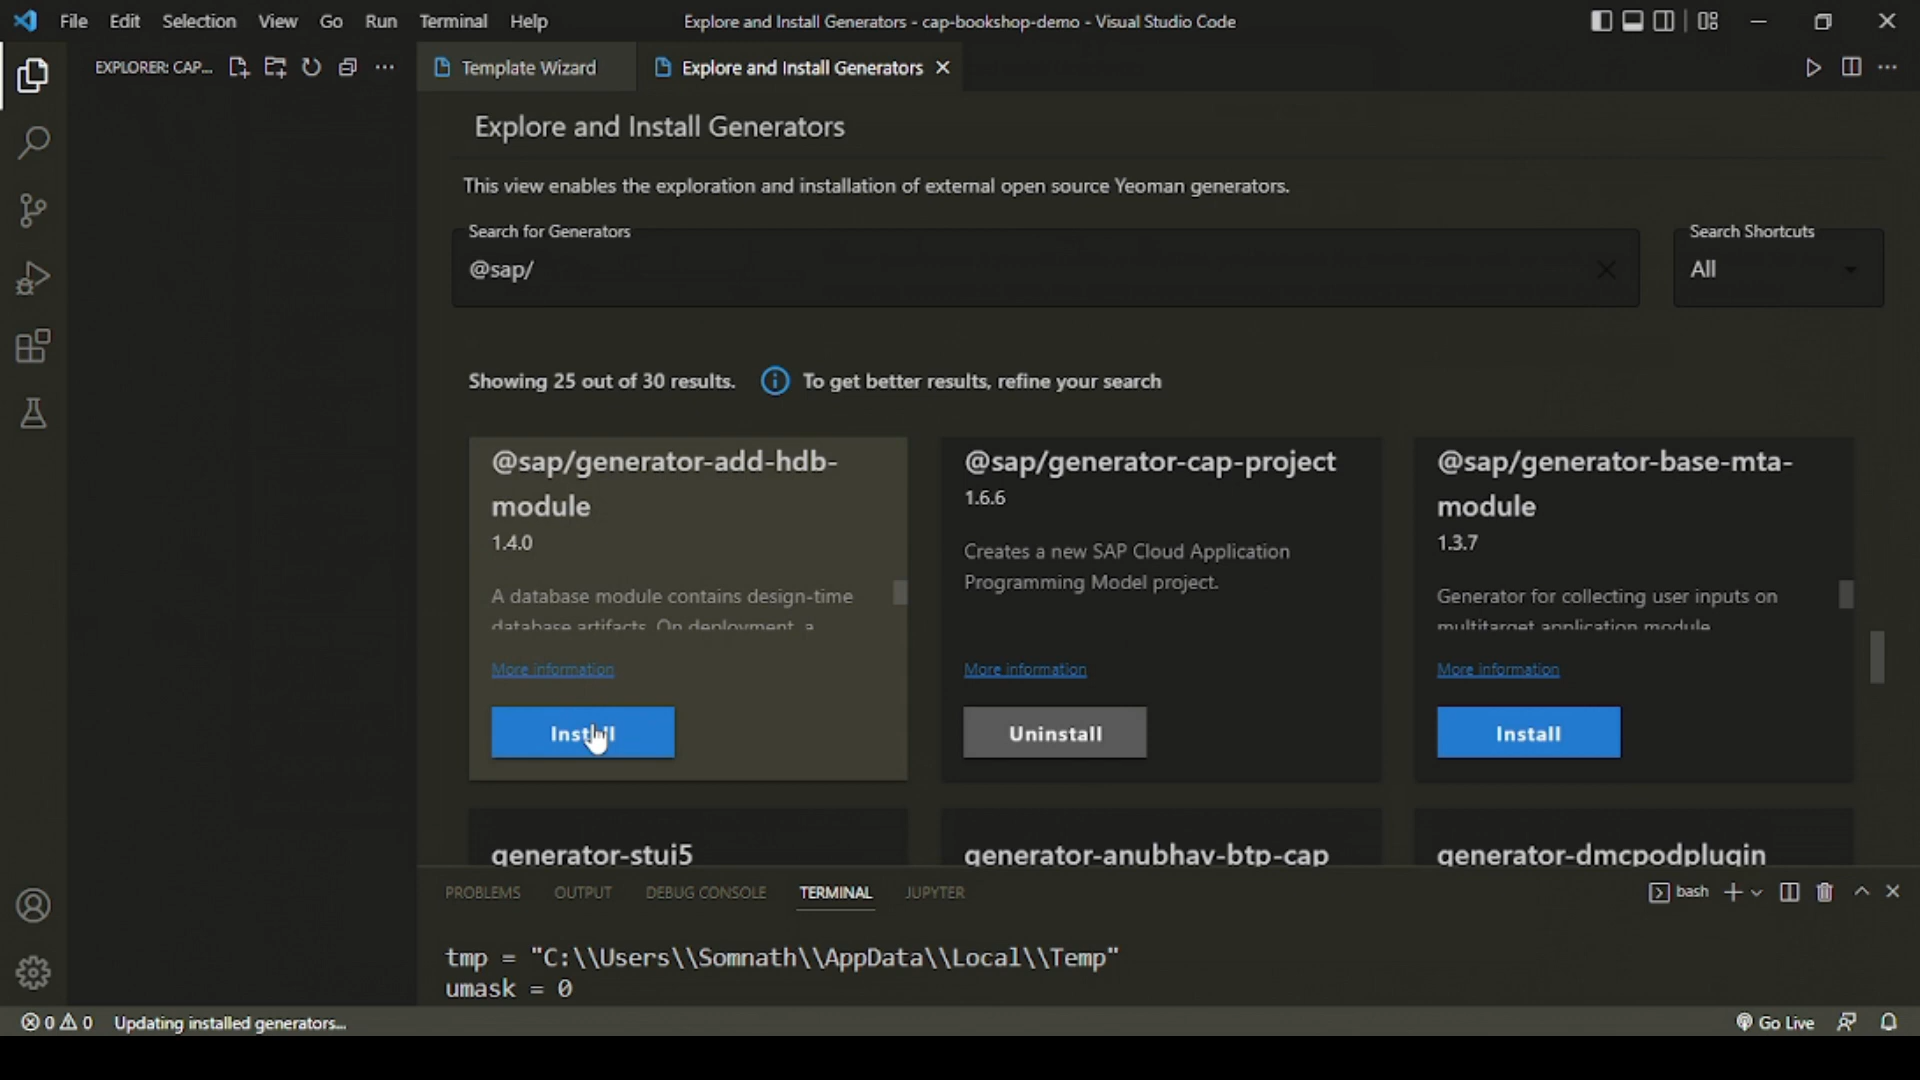 File Edit Selection View Go Run Terminal Help
Explore and Install Generators - cap-bookshop-demo - Visual Studio Code
EXPLORER: CAP...
Template Wizard
Explore and Install Generators
Explore and Install Generators
This view enables the exploration and installation of external open source Yeoman generators.
Search for Generators
@sap/
Search Shortcuts
All
Showing 25 out of 30 results.
To get better results, refine your search
@sap/generator-add-hdb-
module
1.4.0
A database module contains design-time
database artifacts. On deployment, a
More information
Install
@sap/generator-cap-project
1.6.6
Creates a new SAP Cloud Application
Programming Model project.
More information
Uninstall
@sap/generator-base-mta-
module
1.3.7
Generator for collecting user inputs on
multitarget application module
More information
Install
generator-stui5
generator-anubhav-btp-cap
generator-dmcpodplugin
PROBLEMS OUTPUT DEBUG CONSOLE TERMINAL JUPYTER
bash
tmp = "C:\\Users\\Somnath\\AppData\\Local\\Temp"
umask = 0
0 0 Updating installed generators...
Go Live